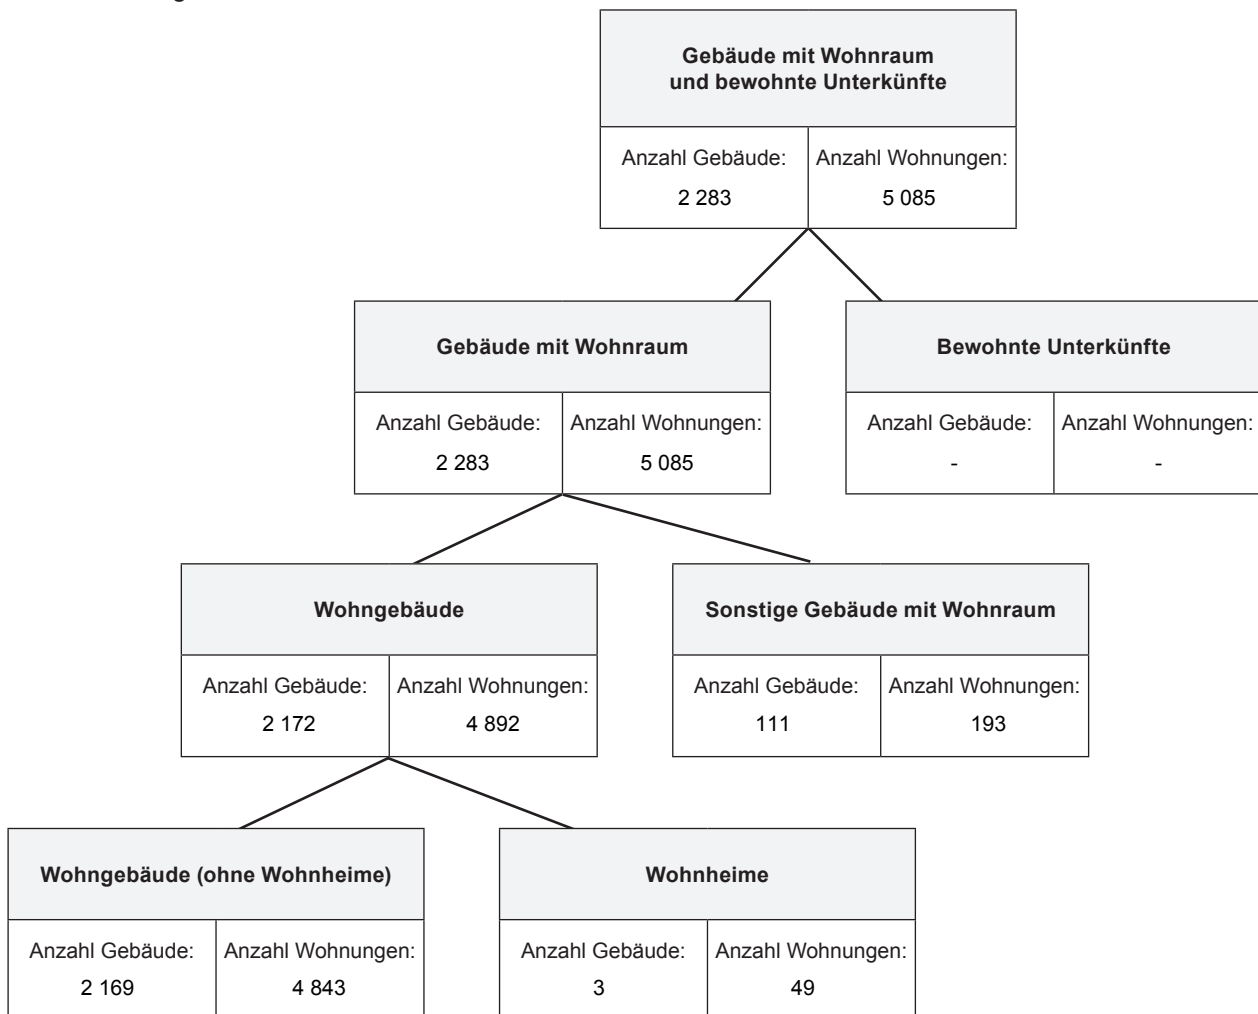 Gebäude mit Wohnraum
und bewohnte Unterkünfte
Anzahl Gebäude: Anzahl Wohnungen:
2 283 5 085
Gebäude mit Wohnraum
Anzahl Gebäude: Anzahl Wohnungen:
2 283 5 085
Bewohnte Unterkünfte
Anzahl Gebäude: Anzahl Wohnungen:
- -
Wohngebäude
Anzahl Gebäude: Anzahl Wohnungen:
2 172 4 892
Sonstige Gebäude mit Wohnraum
Anzahl Gebäude: Anzahl Wohnungen:
111 193
Wohngebäude (ohne Wohnheime)
Anzahl Gebäude: Anzahl Wohnungen:
2 169 4 843
Wohnheime
Anzahl Gebäude: Anzahl Wohnungen:
3 49